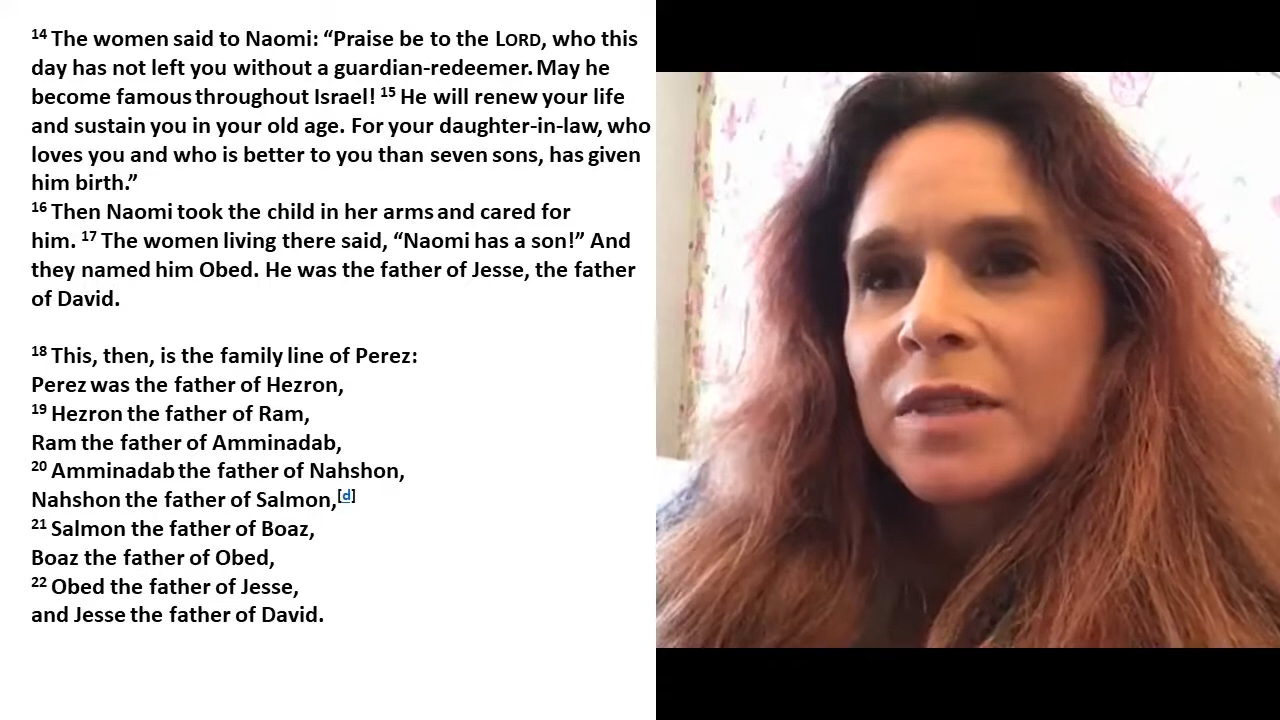 14 The women said to Naomi: “Praise be to the LORD, who this
day has not left you without a guardian-redeemer. May he
become famous throughout Israel! 15 He will renew your life
and sustain you in your old age. For your daughter-in-law, who
loves you and who is better to you than seven sons, has given
him birth.”
16 Then Naomi took the child in her arms and cared for
him. 17 The women living there said, “Naomi has a son!” And
they named him Obed. He was the father of Jesse, the father
of David.
18 This, then, is the family line of Perez:
Perez was the father of Hezron,
19 Hezron the father of Ram,
Ram the father of Amminadab,
20 Amminadab the father of Nahshon,
Nahshon the father of Salmon,[d]
21 Salmon the father of Boaz,
Boaz the father of Obed,
22 Obed the father of Jesse,
and Jesse the father of David.